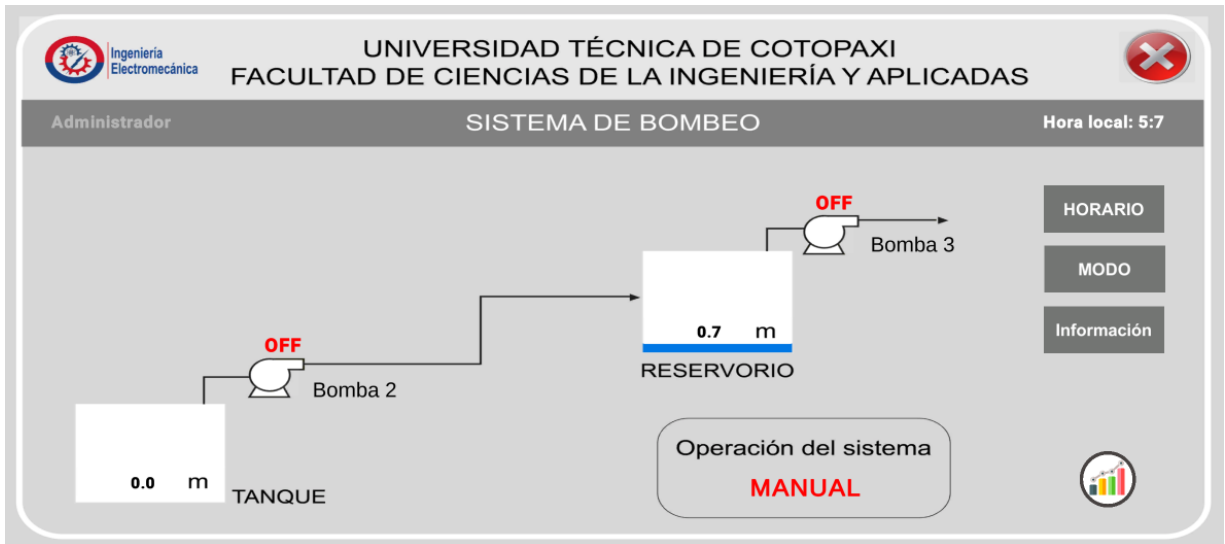 Ingeniería
Electromecánica
UNIVERSIDAD TÉCNICA DE COTOPAXI
FACULTAD DE CIENCIAS DE LA INGENIERÍA Y APLICADAS
Administrador
SISTEMA DE BOMBEO
Hora local: 5:7
OFF
Bomba 3
HORARIO
MODO
Información
0.7 m
RESERVORIO
OFF
Bomba 2
0.0 m
TANQUE
Operación del sistema
MANUAL